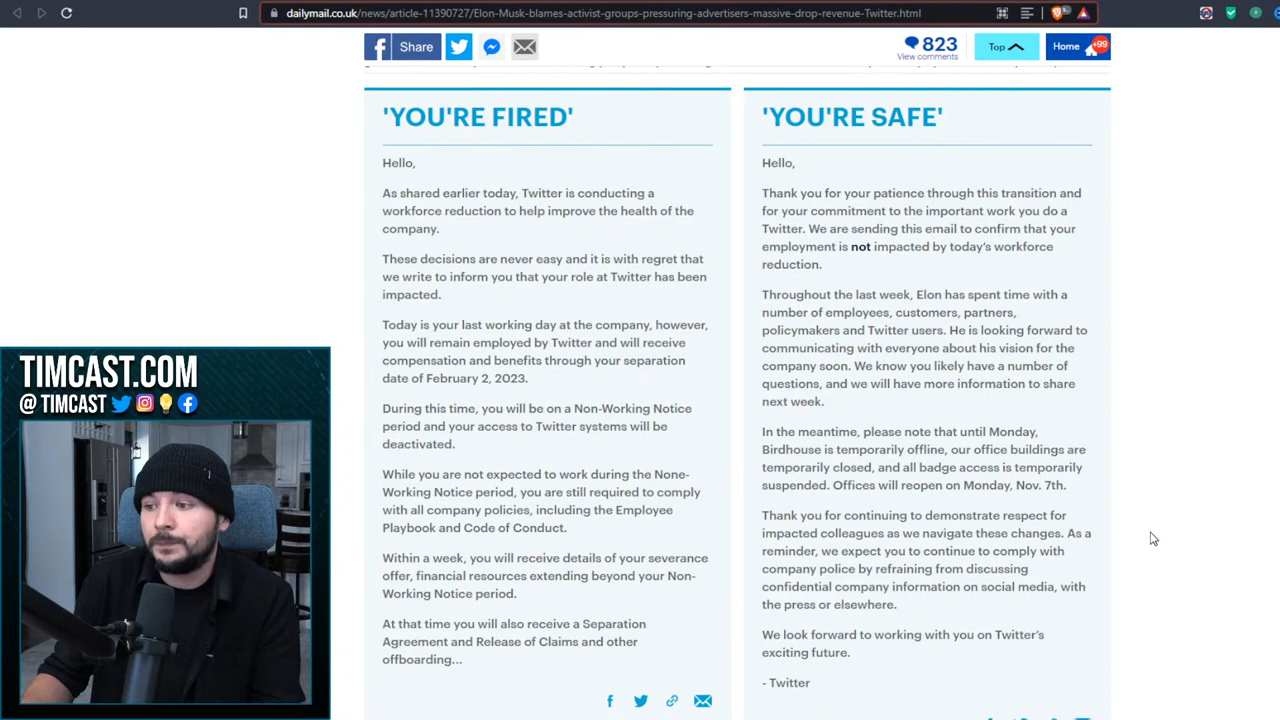 dailymail.co.uk/news/article-11390727/Elon-Musk-blames-activist-groups-pressuring-advertisers-massive-drop-revenue-Twitter.html
Share
823
View comments
Top
Home
+99
'YOU'RE FIRED'
Hello,
As shared earlier today, Twitter is conducting a
workforce reduction to help improve the health of the
company.
These decisions are never easy and it is with regret that
we write to inform you that your role at Twitter has been
impacted.
Today is your last working day at the company, however,
you will remain employed by Twitter and will receive
compensation and benefits through your separation
date of February 2, 2023.
During this time, you will be on a Non-Working Notice
period and your access to Twitter systems will be
deactivated.
While you are not expected to work during the None-
Working Notice period, you are still required to comply
with all company policies, including the Employee
Playbook and Code of Conduct.
Within a week, you will receive details of your severance
offer, financial resources extending beyond your Non-
Working Notice period.
At that time you will also receive a Separation
Agreement and Release of Claims and other
offboarding...
'YOU'RE SAFE'
Hello,
Thank you for your patience through this transition and
for your commitment to the important work you do a
Twitter. We are sending this email to confirm that your
employment is not impacted by today's workforce
reduction.
Throughout the last week, Elon has spent time with a
number of employees, customers, partners,
policymakers and Twitter users. He is looking forward to
communicating with everyone about his vision for the
company soon. We know you likely have a number of
questions, and we will have more information to share
next week.
In the meantime, please note that until Monday,
Birdhouse is temporarily offline, our office buildings are
temporarily closed, and all badge access is temporarily
suspended. Offices will reopen on Monday, Nov. 7th.
Thank you for continuing to demonstrate respect for
impacted colleagues as we navigate these changes. As a
reminder, we expect you to continue to comply with
company police by refraining from discussing
confidential company information on social media, with
the press or elsewhere.
We look forward to working with you on Twitter's
exciting future.
- Twitter
TIMCAST.COM
@ TIMCAST